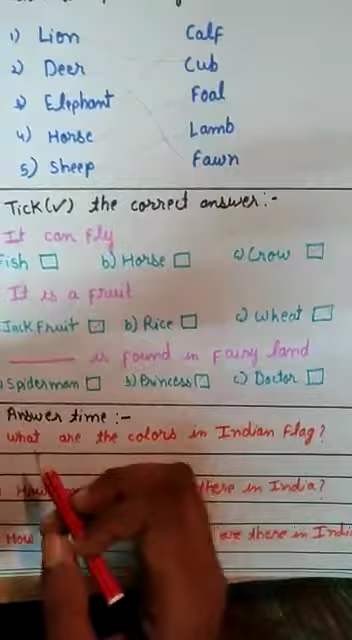 1) Lion Calf
2) Deer Cub
3) Elephant Foal
4) Horse Lamb
5) Sheep Fawn
Tick(✓) the correct answer:-
It can fly
Fish b) Horse c) Crow
It is a fruit
Jackfruit b) Rice c) Wheat
is found in fairy land
Spiderman b) Princess c) Doctor
Answer time:-
What are the colors in Indian Flag?
there in India?
How are there in Indi